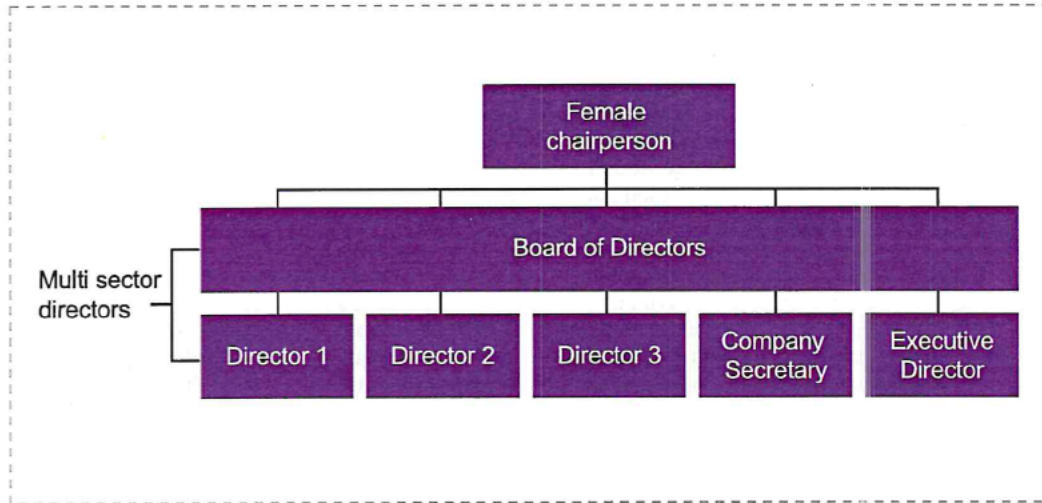 Female
chairperson
Board of Directors
Multi sector
directors
Director 1
Director 2
Director 3
Company
Secretary
Executive
Director